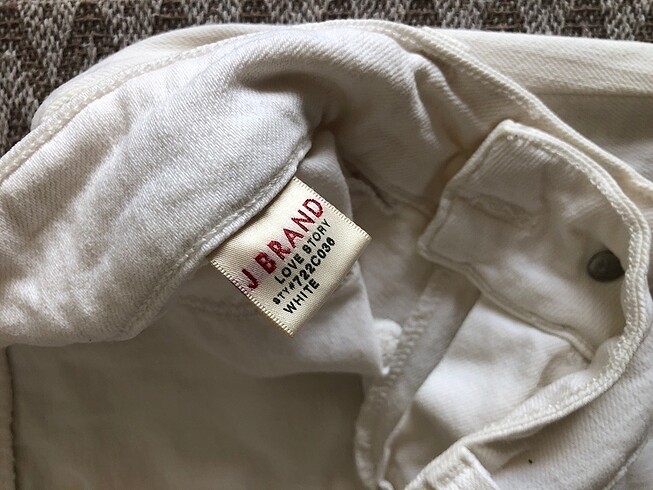 J BRAND
LOVE STORY
STY#722C036
WHITE